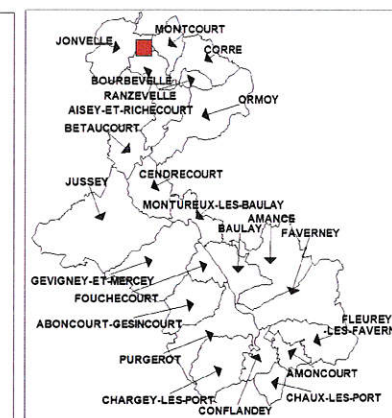 MONTCOURT
JONVELLE
CORRE
BOURBEVELLE
RANZEVELLE
AISEY-ET-RICHECOURT
ORMOY
BETAUCOURT
CENDRECOURT
JUSSEY
MONTUREUX-LES-BAULAY
AMANCE
BAULAY
FAVERNEY
GEVIGNEY-ET-MERCEY
FOUCHECOURT
FLEUREY
-LES-FAVERN
ABONCOURT-GESINCOURT
PURGEROT
AMONCOURT
CHARGEY-LES-PORT
CHAUX-LES-PORT
CONFLANDEY